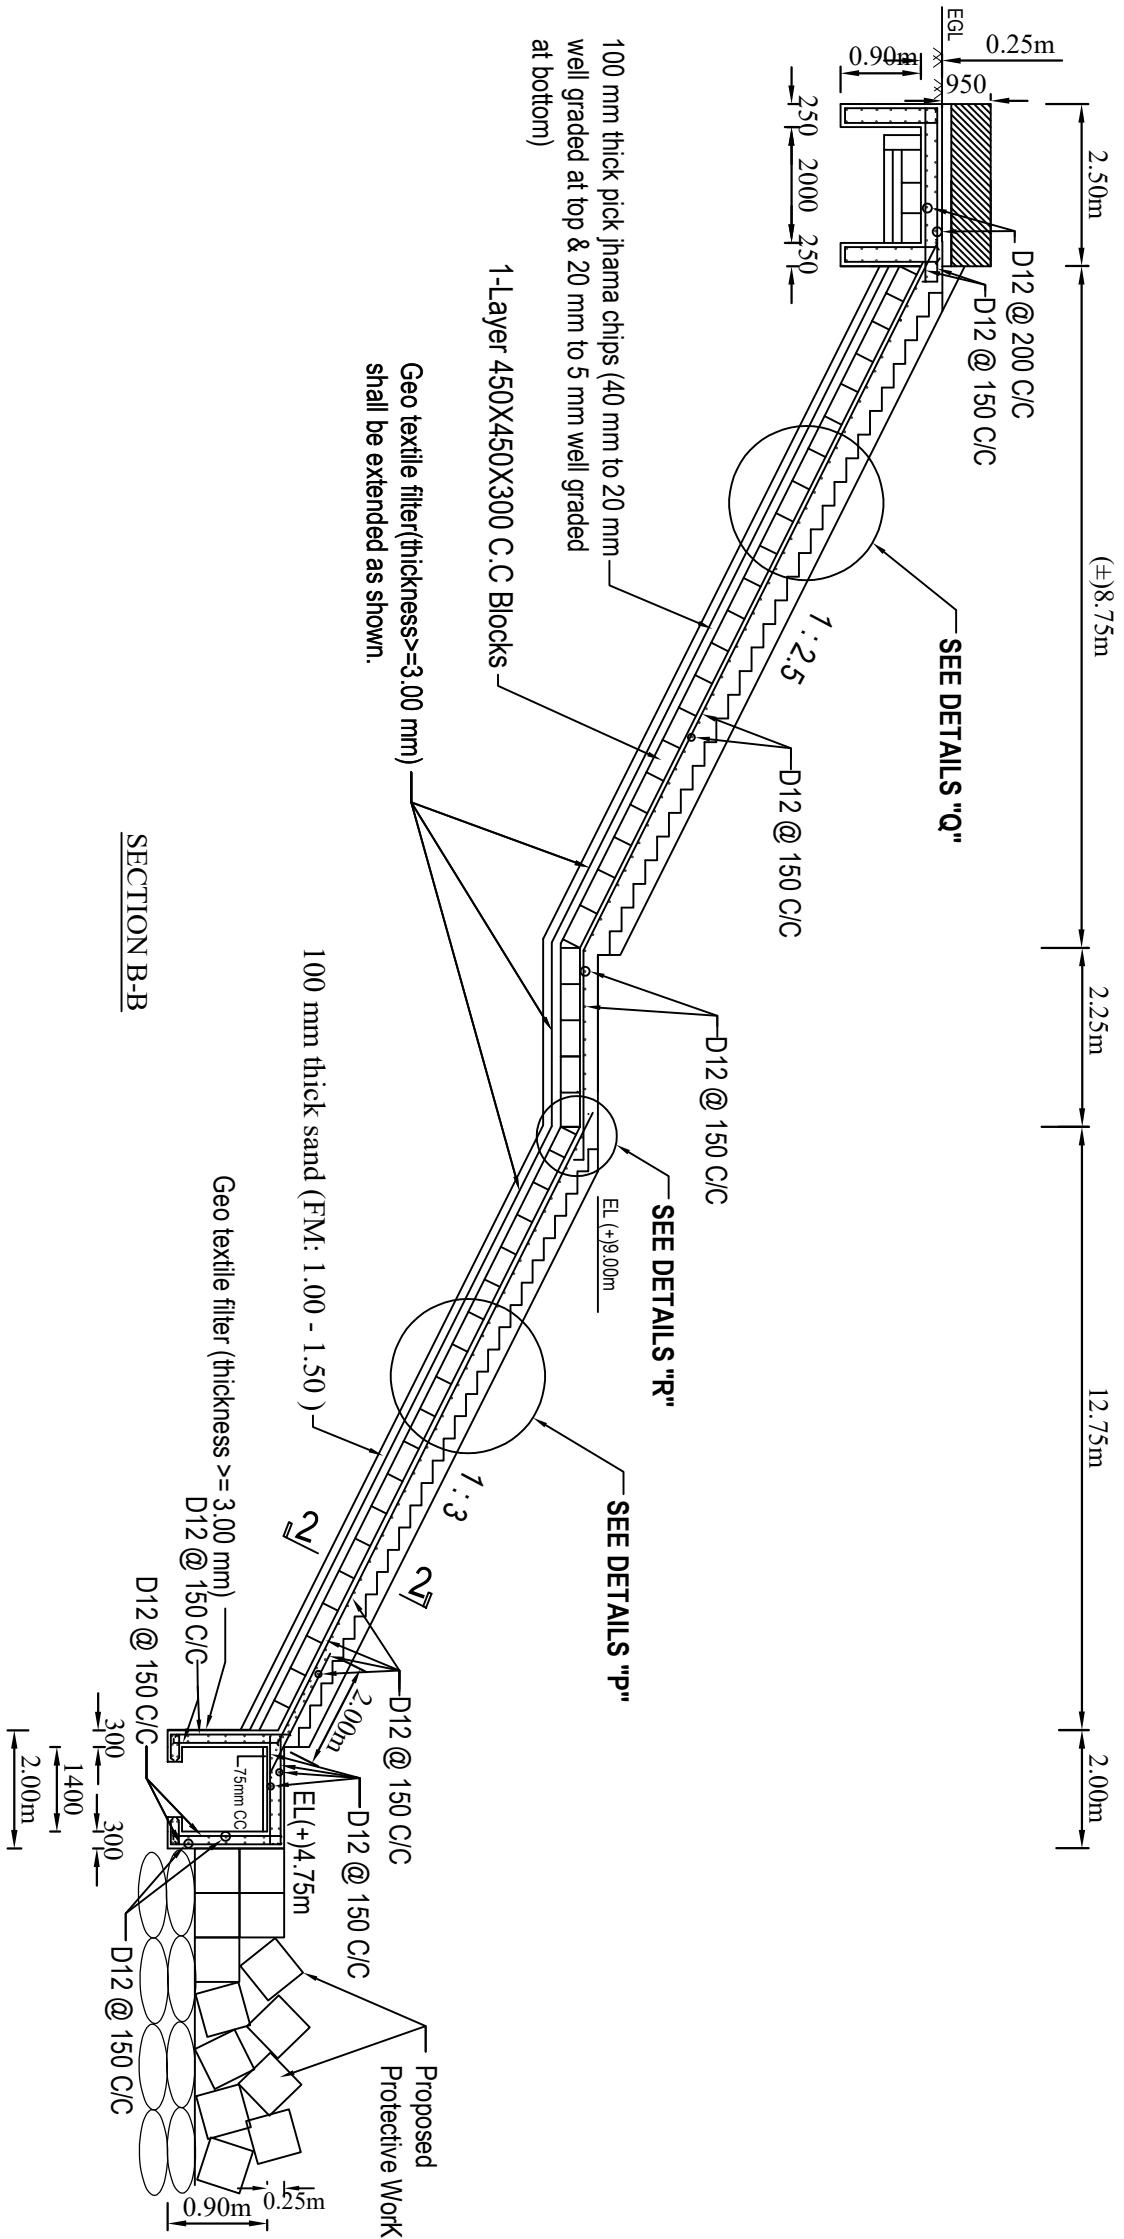 2.50m
(±)8.75m
2.25m
12.75m
2.00m
EGL
0.25m
0.90m
950
250
2000
250
D12 @ 200 C/C
D12 @ 150 C/C
SEE DETAILS "Q"
1 : 2.5
D12 @ 150 C/C
100 mm thick pick jhama chips (40 mm to 20 mm
well graded at top & 20 mm to 5 mm well graded
at bottom)
1-Layer 450X450X300 C.C Blocks
Geo textile filter(thickness>=3.00 mm)
shall be extended as shown.
D12 @ 150 C/C
SEE DETAILS "R"
EL (+)9.00m
SEE DETAILS "P"
1 : 3
100 mm thick sand (FM: 1.00 - 1.50 )
2
2
2.00m
D12 @ 150 C/C
D12 @ 150 C/C
EL(+)4.75m
75mm CC
Geo textile filter (thickness >= 3.00 mm)
D12 @ 150 C/C
D12 @ 150 C/C
D12 @ 150 C/C
300
1400
300
2.00m
Proposed
Protective WorK
0.25m
0.90m
SECTION B-B